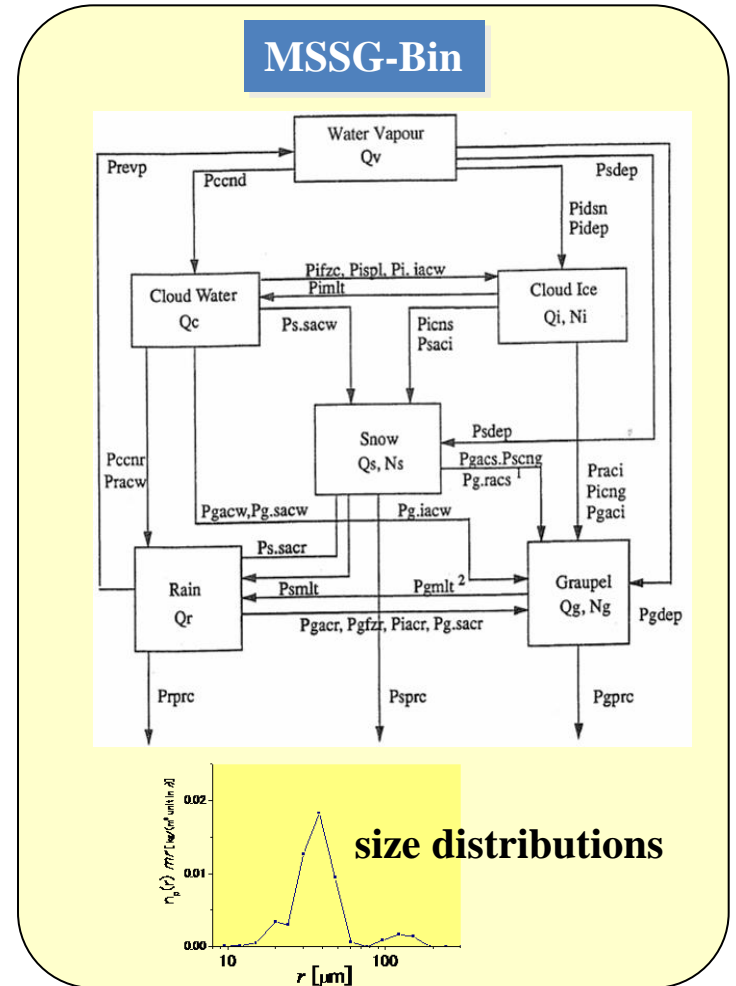 MSSG-Bin
Water Vapour
Qv
Prevp
Pccnd
Psdep
Pidsn
Pidep
Pifzc, Pispl, Pi. iacw
Pimlt
Cloud Water
Qc
Cloud Ice
Qi, Ni
Ps.sacw
Picns
Psaci
Snow
Qs, Ns
Psdep
Pgacs.Pscng
Pg.racs 1
Pccnr
Pracw
Praci
Picng
Pgaci
Pgacw,Pg.sacw
Pg.iacw
Ps.sacr
Rain
Qr
Psmlt
Pgmlt 2
Graupel
Qg, Ng
Pgdep
Pgacr, Pgfzr, Piacr, Pg.sacr
Prprc
Psprc
Pgprc
size distributions
0.02
0.01
0.00
10
100
r [μm]